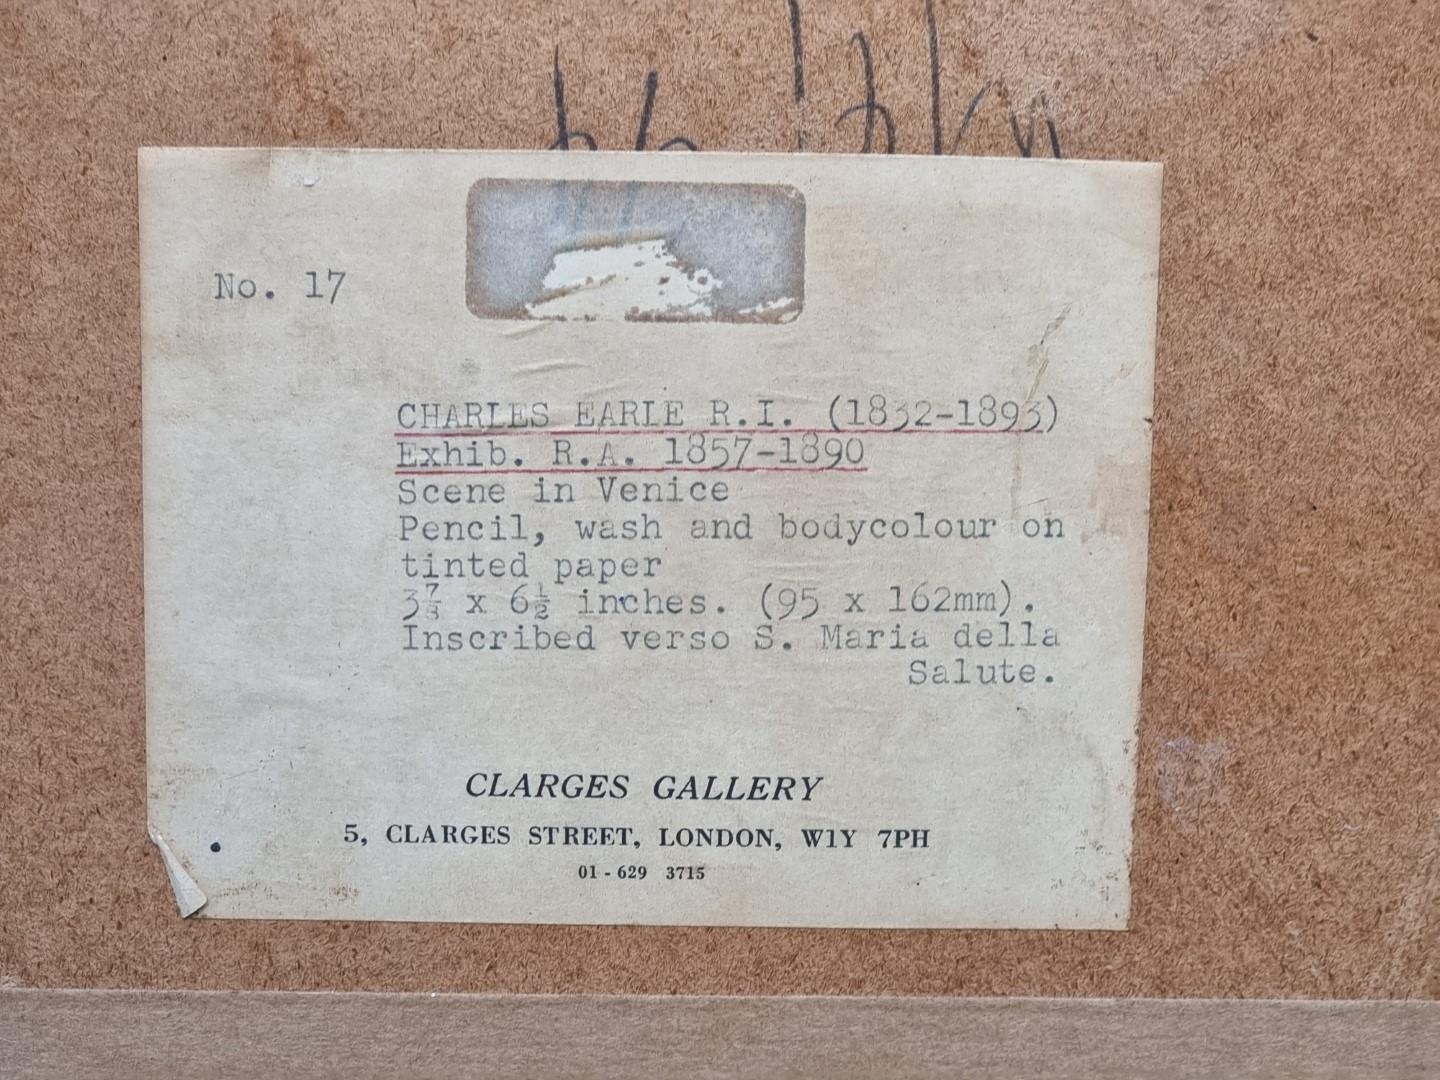 No. 17
CHARLES EARLE R.I. (1832-1893)
Exhib. R.A. 1857-1890
Scene in Venice
Pencil, wash and bodycolour on
tinted paper
3⅞ x 6½ inches. (95 x 162mm).
Inscribed verso S. Maria della
Salute.
CLARGES GALLERY
5, CLARGES STREET, LONDON, W1Y 7PH
01 - 629 3715